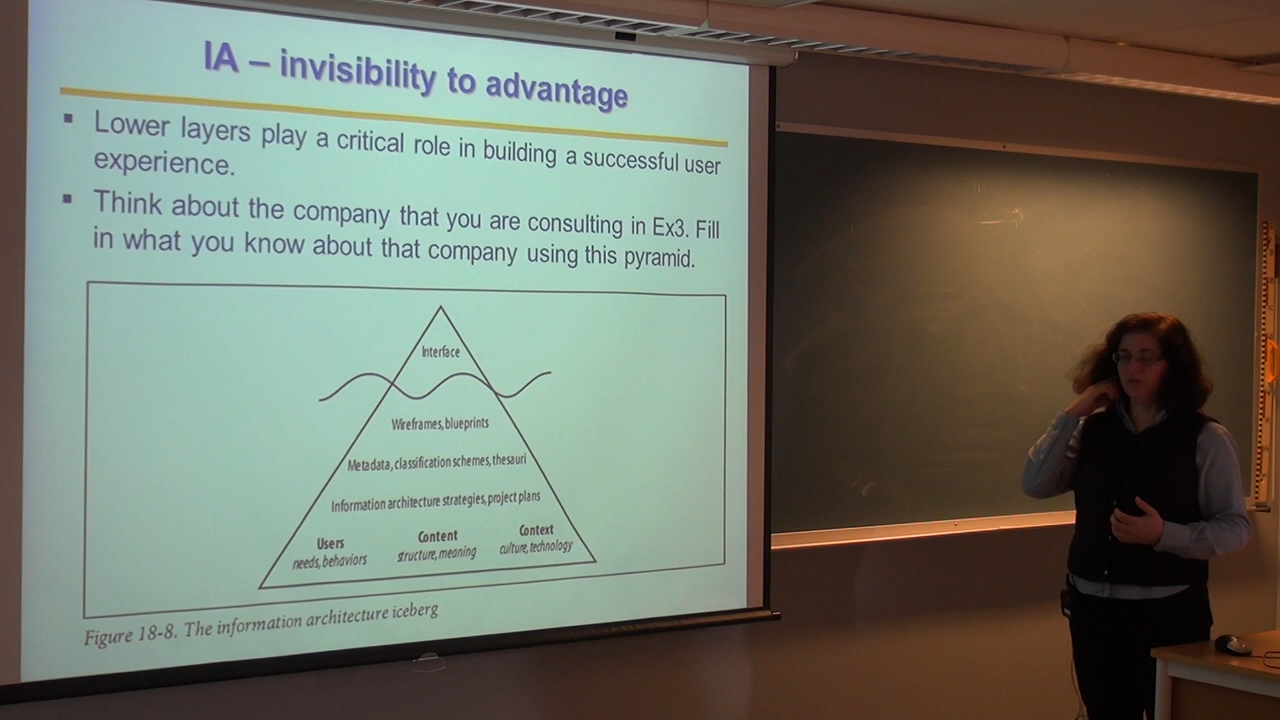 IA – invisibility to advantage
▪ Lower layers play a critical role in building a successful user
experience.
▪ Think about the company that you are consulting in Ex3. Fill
in what you know about that company using this pyramid.
Interface
Wireframes, blueprints
Metadata, classification schemes, thesauri
Information architecture strategies, project plans
Users Content Context
needs, behaviors structure, meaning culture, technology
Figure 18-8. The information architecture iceberg